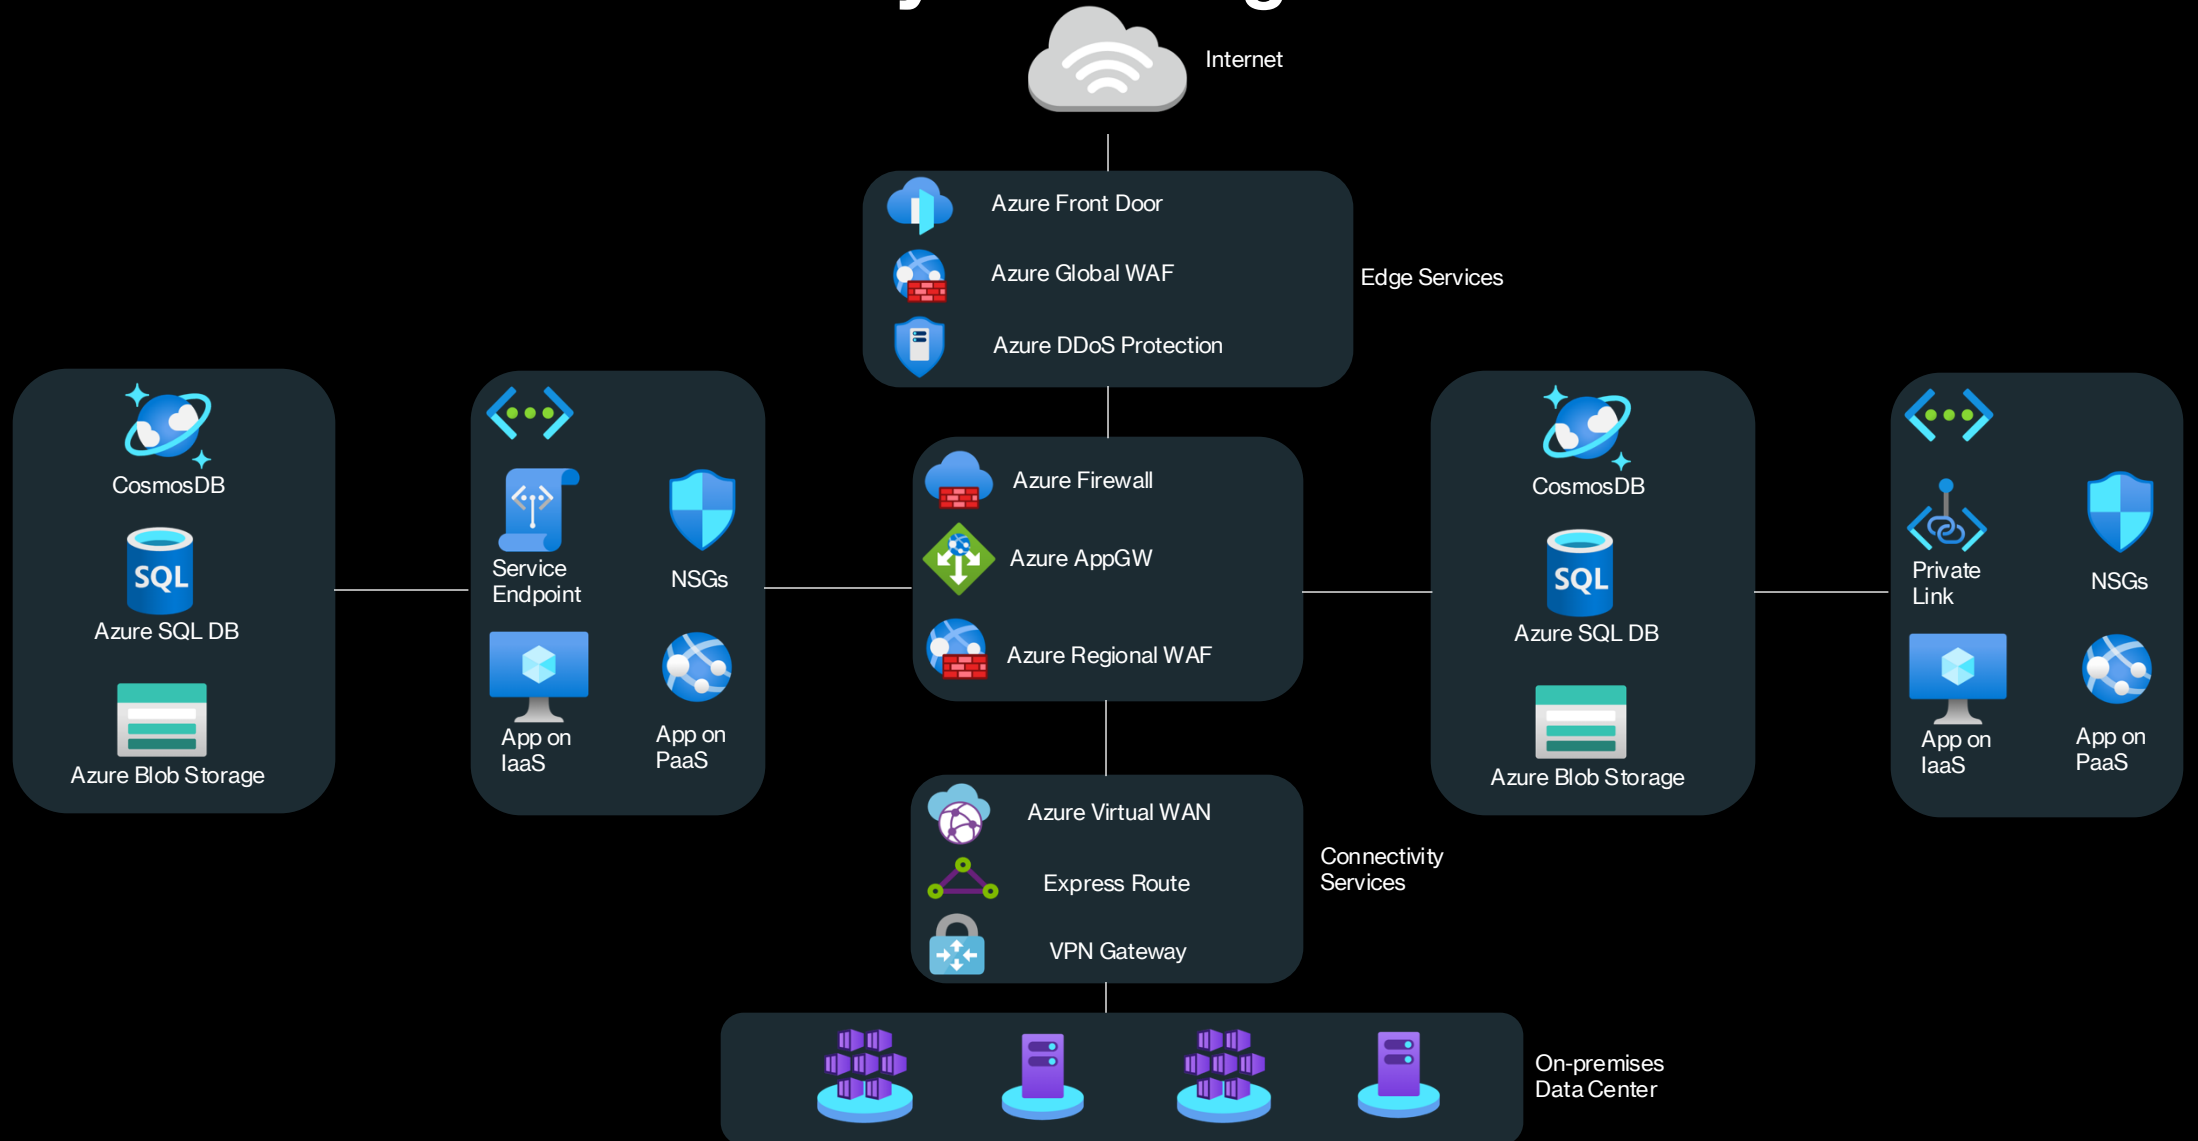 Internet
Azure Front Door
Azure Global WAF
Azure DDoS Protection
Edge Services
CosmosDB
SQL
Azure SQL DB
Azure Blob Storage
Service
Endpoint
NSGs
App on
IaaS
App on
PaaS
Azure Firewall
Azure AppGW
Azure Regional WAF
CosmosDB
SQL
Azure SQL DB
Azure Blob Storage
Private
Link
NSGs
App on
IaaS
App on
PaaS
Azure Virtual WAN
Express Route
VPN Gateway
Connectivity
Services
On-premises
Data Center